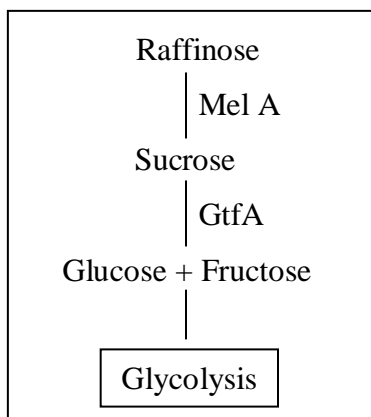 Raffinose
Mel A
Sucrose
GtfA
Glucose + Fructose
Glycolysis